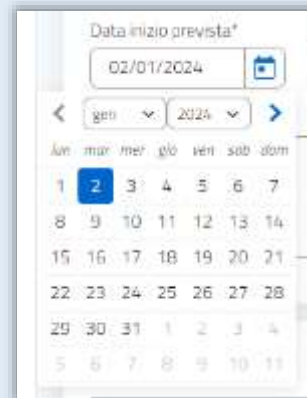 Data inizio prevista*
02/01/2024
gen 2024
lun mar mer gio ven sab dom
1 2 3 4 5 6 7
8 9 10 11 12 13 14
15 16 17 18 19 20 21
22 23 24 25 26 27 28
29 30 31 1 2 3 4
5 6 7 8 9 10 11